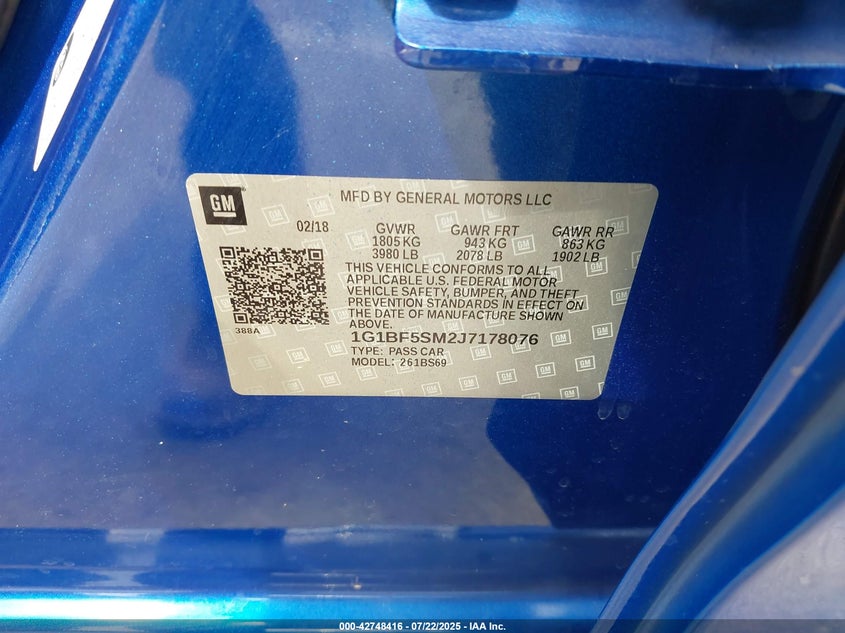 GM
MFD BY GENERAL MOTORS LLC
02/18 GVWR GAWR FRT GAWR RR
1805 KG 943 KG 863 KG
3980 LB 2078 LB 1902 LB
THIS VEHICLE CONFORMS TO ALL
APPLICABLE U.S. FEDERAL MOTOR
VEHICLE SAFETY, BUMPER, AND THEFT
PREVENTION STANDARDS IN EFFECT ON
THE DATE OF MANUFACTURE SHOWN
ABOVE.
388A
1G1BF5SM2J7178076
TYPE: PASS CAR
MODEL: 261BS69
000-42748416 - 07/22/2025 - IAA Inc.